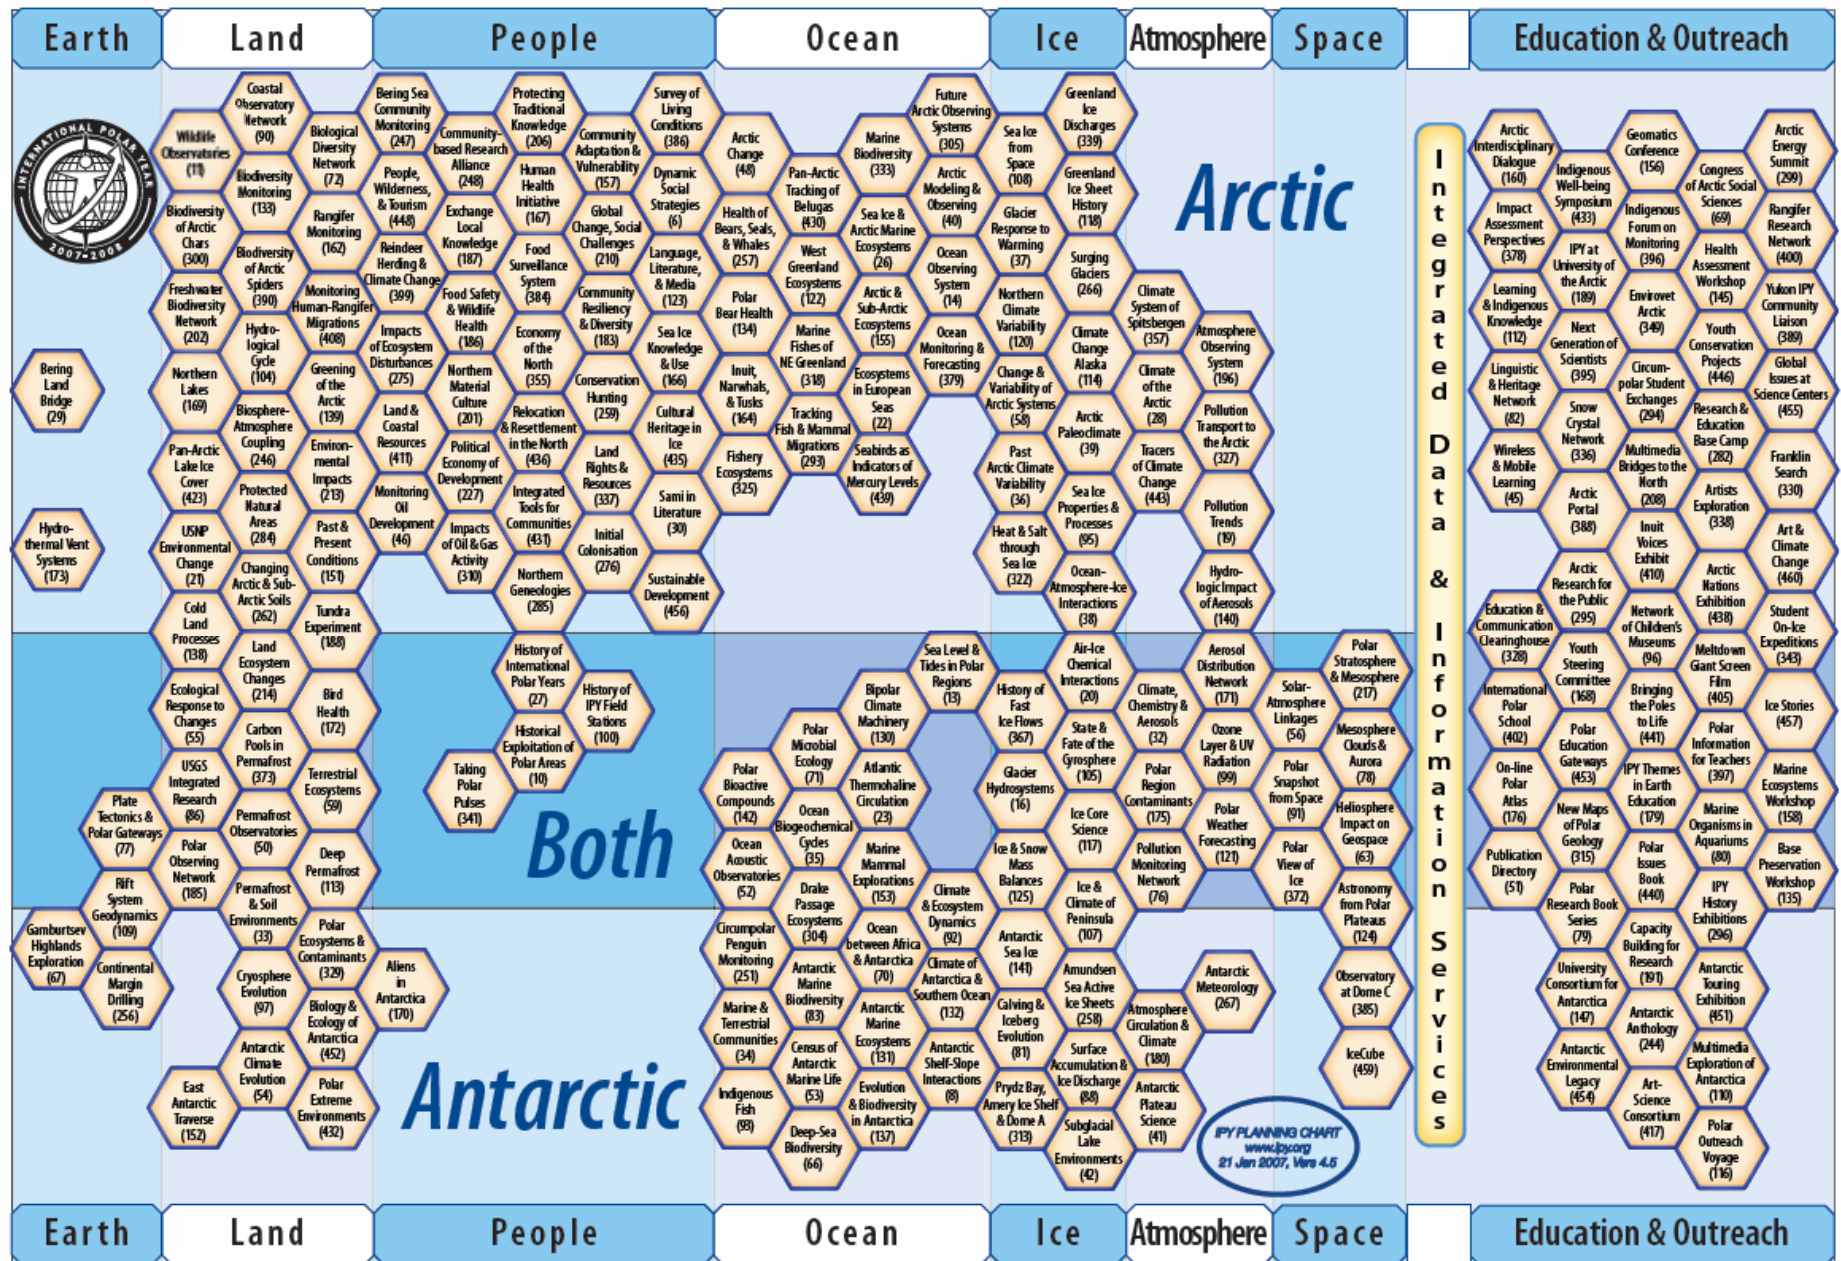 Earth
Land
People
Ocean
Ice
Atmosphere
Space
Education & Outreach
INTERNATIONAL POLAR YEAR
2007-2008
Arctic
Bering
Land
Bridge
(29)
Hydro-
thermal Vent
Systems
(173)
Wildlife
Observatories
(11)
Biodiversity
of Arctic
Chars
(300)
Freshwater
Biodiversity
Network
(202)
Northern
Lakes
(169)
Pan-Arctic
Lake Ice
Cover
(423)
USNP
Environmental
Change
(21)
Cold
Land
Processes
(138)
Coastal
Observatory
Network
(90)
Biodiversity
Monitoring
(133)
Biodiversity
of Arctic
Spiders
(390)
Hydro-
logical
Cycle
(104)
Biosphere-
Atmosphere
Coupling
(246)
Protected
Natural
Areas
(284)
Changing
Arctic & Sub-
Arctic Soils
(262)
Biological
Diversity
Network
(72)
Rangifer
Monitoring
(162)
Monitoring
Human-Rangifer
Migrations
(408)
Greening
of the
Arctic
(139)
Environ-
mental
Impacts
(213)
Past &
Present
Conditions
(151)
Tundra
Experiment
(188)
Bering Sea
Community
Monitoring
(247)
People,
Wilderness,
& Tourism
(448)
Reindeer
Herding &
Climate Change
(399)
Impacts
of Ecosystem
Disturbances
(275)
Land &
Coastal
Resources
(411)
Monitoring
Oil
Development
(46)
Community-
based Research
Alliance
(248)
Exchange
Local
Knowledge
(187)
Food Safety
& Wildlife
Health
(186)
Northern
Material
Culture
(201)
Political
Economy of
Development
(227)
Impacts
of Oil & Gas
Activity
(310)
Protecting
Traditional
Knowledge
(206)
Human
Health
Initiative
(167)
Food
Surveillance
System
(384)
Economy
of the
North
(355)
Relocation
& Resettlement
in the North
(436)
Integrated
Tools for
Communities
(431)
Northern
Geneologies
(285)
Community
Adaptation &
Vulnerability
(157)
Global
Change, Social
Challenges
(210)
Community
Resiliency
& Diversity
(183)
Conservation
Hunting
(259)
Land
Rights &
Resources
(337)
Initial
Colonisation
(276)
Survey of
Living
Conditions
(386)
Dynamic
Social
Strategies
(6)
Language,
Literature,
& Media
(123)
Sea Ice
Knowledge
& Use
(166)
Cultural
Heritage in
Ice
(435)
Sami in
Literature
(30)
Sustainable
Development
(456)
Arctic
Change
(48)
Health of
Bears, Seals,
& Whales
(257)
Polar
Bear Health
(134)
Inuit,
Narwhals,
& Tusks
(164)
Fishery
Ecosystems
(325)
Pan-Arctic
Tracking of
Belugas
(430)
West
Greenland
Ecosystems
(122)
Marine
Fishes of
NE Greenland
(318)
Tracking
Fish & Mammal
Migrations
(293)
Marine
Biodiversity
(333)
Sea Ice &
Arctic Marine
Ecosystems
(26)
Arctic &
Sub-Arctic
Ecosystems
(155)
Ecosystems
in European
Seas
(22)
Seabirds as
Indicators of
Mercury Levels
(439)
Future
Arctic Observing
Systems
(305)
Arctic
Modeling &
Observing
(40)
Ocean
Observing
System
(14)
Ocean
Monitoring &
Forecasting
(379)
Sea Ice
from
Space
(108)
Glacier
Response to
Warming
(37)
Northern
Climate
Variability
(120)
Change &
Variability of
Arctic Systems
(58)
Past
Arctic Climate
Variability
(36)
Heat & Salt
through
Sea Ice
(322)
Greenland
Ice
Discharges
(339)
Greenland
Ice Sheet
History
(118)
Surging
Glaciers
(266)
Climate
Change
Alaska
(114)
Arctic
Paleoclimate
(39)
Sea Ice
Properties &
Processes
(95)
Ocean-
Atmosphere-Ice
Interactions
(38)
Climate
System of
Spitsbergen
(357)
Climate
of the
Arctic
(28)
Tracers
of Climate
Change
(443)
Atmosphere
Observing
System
(196)
Pollution
Transport to
the Arctic
(327)
Pollution
Trends
(19)
Hydro-
logic Impact
of Aerosols
(140)
Both
Plate
Tectonics &
Polar Gateways
(77)
Rift
System
Geodynamics
(109)
Ecological
Response to
Changes
(55)
USGS
Integrated
Research
(86)
Polar
Observing
Network
(185)
Land
Ecosystem
Changes
(214)
Carbon
Pools in
Permafrost
(373)
Permafrost
Observatories
(50)
Permafrost
& Soil
Environments
(33)
Bird
Health
(172)
Terrestrial
Ecosystems
(59)
Deep
Permafrost
(113)
Taking
Polar
Pulses
(341)
History of
International
Polar Years
(27)
Historical
Exploitation of
Polar Areas
(10)
History of
IPY Field
Stations
(100)
Polar
Bioactive
Compounds
(142)
Ocean
Acoustic
Observatories
(52)
Polar
Microbial
Ecology
(71)
Ocean
Biogeochemical
Cycles
(35)
Drake
Passage
Ecosystems
(304)
Bipolar
Climate
Machinery
(130)
Atlantic
Thermohaline
Circulation
(23)
Marine
Mammal
Explorations
(153)
Sea Level &
Tides in Polar
Regions
(13)
Climate
& Ecosystem
Dynamics
(92)
History of
Fast
Ice Flows
(367)
Glacier
Hydrosystems
(16)
Ice & Snow
Mass
Balances
(125)
Air-Ice
Chemical
Interactions
(20)
State &
Fate of the
Cyrosphere
(105)
Ice Core
Science
(117)
Ice &
Climate of
Peninsula
(107)
Climate,
Chemistry &
Aerosols
(32)
Polar
Region
Contaminants
(175)
Pollution
Monitoring
Network
(76)
Aerosol
Distribution
Network
(171)
Ozone
Layer & UV
Radiation
(99)
Polar
Weather
Forecasting
(121)
Solar-
Atmosphere
Linkages
(56)
Polar
Snapshot
from Space
(91)
Polar
View of
Ice
(372)
Polar
Stratosphere
& Mesosphere
(217)
Mesosphere
Clouds &
Aurora
(78)
Heliosphere
Impact on
Geospace
(63)
Astronomy
from Polar
Plateaus
(124)
Antarctic
Gamburtsev
Highlands
Exploration
(67)
Continental
Margin
Drilling
(256)
East
Antarctic
Traverse
(152)
Cryosphere
Evolution
(97)
Antarctic
Climate
Evolution
(54)
Polar
Ecosystems &
Contaminants
(329)
Biology &
Ecology of
Antarctica
(452)
Polar
Extreme
Environments
(432)
Aliens
in
Antarctica
(170)
Circumpolar
Penguin
Monitoring
(251)
Marine &
Terrestrial
Communities
(34)
Indigenous
Fish
(93)
Antarctic
Marine
Biodiversity
(83)
Census of
Antarctic
Marine Life
(53)
Deep-Sea
Biodiversity
(66)
Ocean
between Africa
& Antarctica
(70)
Antarctic
Marine
Ecosystems
(131)
Evolution
& Biodiversity
in Antarctica
(137)
Climate of
Antarctica &
Southern Ocean
(132)
Antarctic
Shelf-Slope
Interactions
(8)
Antarctic
Sea Ice
(141)
Calving &
Iceberg
Evolution
(81)
Prydz Bay,
Amery Ice Shelf
& Dome A
(313)
Amundsen
Sea Active
Ice Sheets
(258)
Surface
Accumulation &
Ice Discharge
(88)
Subglacial
Lake
Environments
(42)
Atmosphere
Circulation &
Climate
(180)
Antarctic
Plateau
Science
(41)
Antarctic
Meteorology
(267)
Observatory
at Dome C
(385)
IceCube
(459)
IPY PLANNING CHART
www.ipy.org
21 Jan 2007, Vers 4.5
Integrated Data & Information Services
Arctic
Interdisciplinary
Dialogue
(160)
Impact
Assessment
Perspectives
(378)
Learning
& Indigenous
Knowledge
(112)
Linguistic
& Heritage
Network
(82)
Wireless
& Mobile
Learning
(45)
Education &
Communication
Clearinghouse
(328)
International
Polar
School
(402)
On-line
Polar
Atlas
(176)
Publication
Directory
(51)
Indigenous
Well-being
Symposium
(433)
IPY at
University of
the Arctic
(189)
Next
Generation of
Scientists
(395)
Snow
Crystal
Network
(336)
Arctic
Portal
(388)
Arctic
Research for
the Public
(295)
Youth
Steering
Committee
(168)
Polar
Education
Gateways
(453)
New Maps
of Polar
Geology
(315)
Polar
Research Book
Series
(79)
University
Consortium for
Antarctica
(147)
Antarctic
Environmental
Legacy
(454)
Geomatics
Conference
(156)
Indigenous
Forum on
Monitoring
(396)
Envirovet
Arctic
(349)
Circum-
polar Student
Exchanges
(294)
Multimedia
Bridges to the
North
(208)
Inuit
Voices
Exhibit
(410)
Network
of Children's
Museums
(96)
Bringing
the Poles
to Life
(441)
IPY Themes
in Earth
Education
(179)
Polar
Issues
Book
(440)
Capacity
Building for
Research
(191)
Antarctic
Anthology
(244)
Art-
Science
Consortium
(417)
Congress
of Arctic Social
Sciences
(69)
Health
Assessment
Workshop
(145)
Youth
Conservation
Projects
(446)
Research &
Education
Base Camp
(282)
Artists
Exploration
(338)
Arctic
Nations
Exhibition
(438)
Meltdown
Giant Screen
Film
(405)
Polar
Information
for Teachers
(397)
Marine
Organisms in
Aquariums
(80)
IPY
History
Exhibitions
(296)
Antarctic
Touring
Exhibition
(451)
Multimedia
Exploration of
Antarctica
(110)
Polar
Outreach
Voyage
(116)
Arctic
Energy
Summit
(299)
Rangifer
Research
Network
(400)
Yukon IPY
Community
Liaison
(389)
Global
Issues at
Science Centers
(455)
Franklin
Search
(330)
Art &
Climate
Change
(460)
Student
On-Ice
Expeditions
(343)
Ice Stories
(457)
Marine
Ecosystems
Workshop
(158)
Base
Preservation
Workshop
(135)
Earth
Land
People
Ocean
Ice
Atmosphere
Space
Education & Outreach